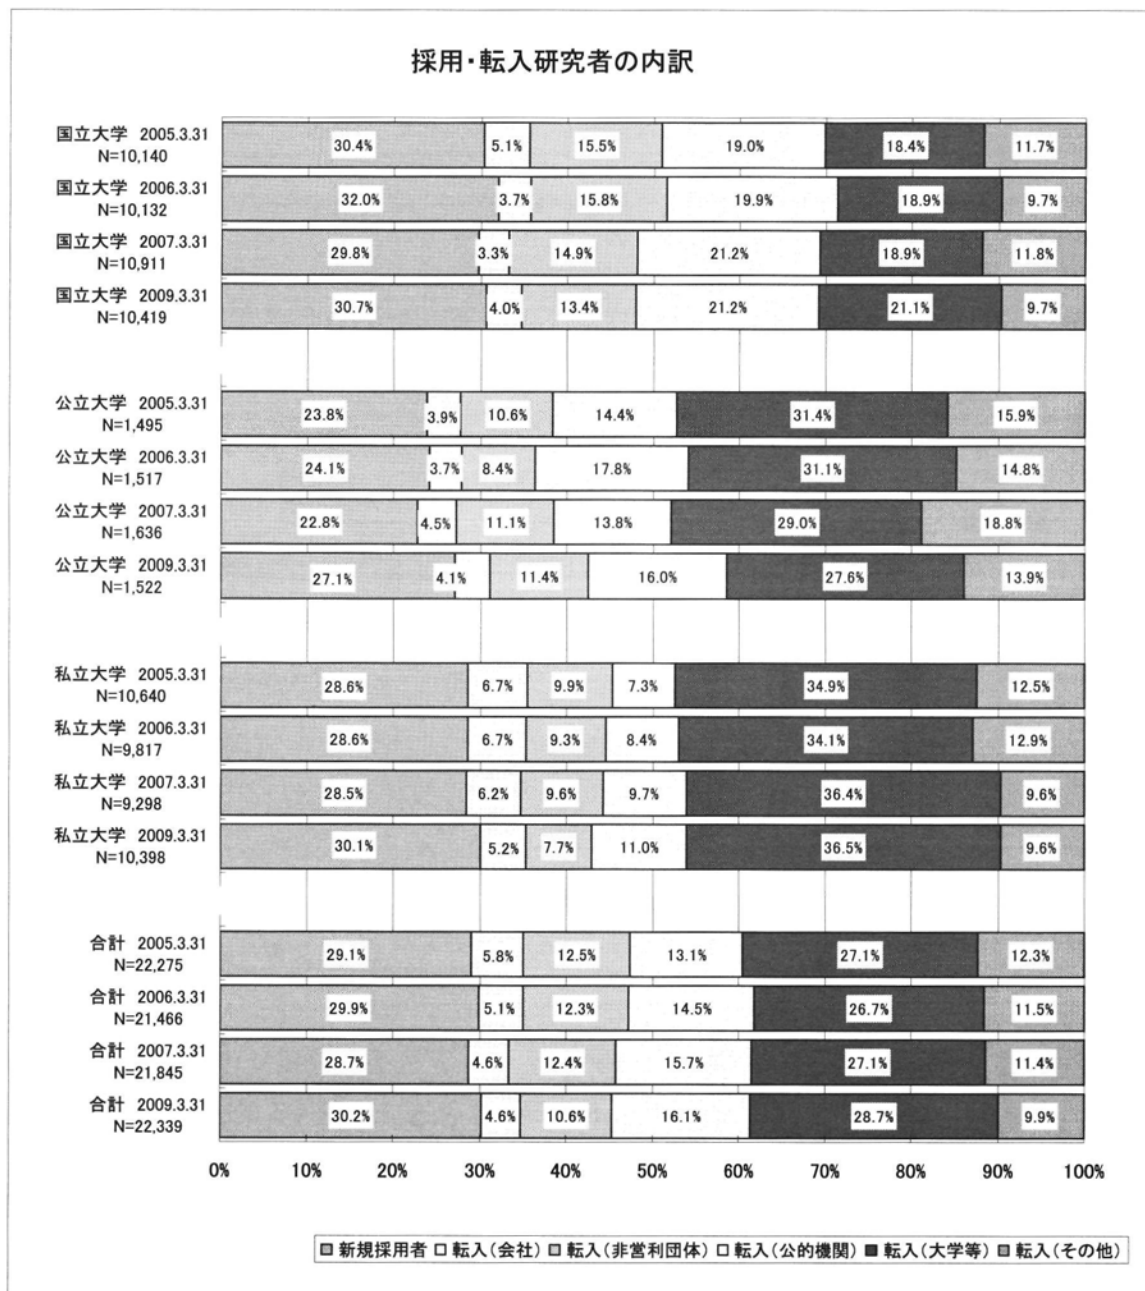 採用・転入研究者の内訳
国立大学 2005.3.31
N=10,140
30.4% 5.1% 15.5% 19.0% 18.4% 11.7%
国立大学 2006.3.31
N=10,132
32.0% 3.7% 15.8% 19.9% 18.9% 9.7%
国立大学 2007.3.31
N=10,911
29.8% 3.3% 14.9% 21.2% 18.9% 11.8%
国立大学 2009.3.31
N=10,419
30.7% 4.0% 13.4% 21.2% 21.1% 9.7%
公立大学 2005.3.31
N=1,495
23.8% 3.9% 10.6% 14.4% 31.4% 15.9%
公立大学 2006.3.31
N=1,517
24.1% 3.7% 8.4% 17.8% 31.1% 14.8%
公立大学 2007.3.31
N=1,636
22.8% 4.5% 11.1% 13.8% 29.0% 18.8%
公立大学 2009.3.31
N=1,522
27.1% 4.1% 11.4% 16.0% 27.6% 13.9%
私立大学 2005.3.31
N=10,640
28.6% 6.7% 9.9% 7.3% 34.9% 12.5%
私立大学 2006.3.31
N=9,817
28.6% 6.7% 9.3% 8.4% 34.1% 12.9%
私立大学 2007.3.31
N=9,298
28.5% 6.2% 9.6% 9.7% 36.4% 9.6%
私立大学 2009.3.31
N=10,398
30.1% 5.2% 7.7% 11.0% 36.5% 9.6%
合計 2005.3.31
N=22,275
29.1% 5.8% 12.5% 13.1% 27.1% 12.3%
合計 2006.3.31
N=21,466
29.9% 5.1% 12.3% 14.5% 26.7% 11.5%
合計 2007.3.31
N=21,845
28.7% 4.6% 12.4% 15.7% 27.1% 11.4%
合計 2009.3.31
N=22,339
30.2% 4.6% 10.6% 16.1% 28.7% 9.9%
0% 10% 20% 30% 40% 50% 60% 70% 80% 90% 100%
新規採用者 転入(会社) 転入(非営利団体) 転入(公的機関) 転入(大学等) 転入(その他)